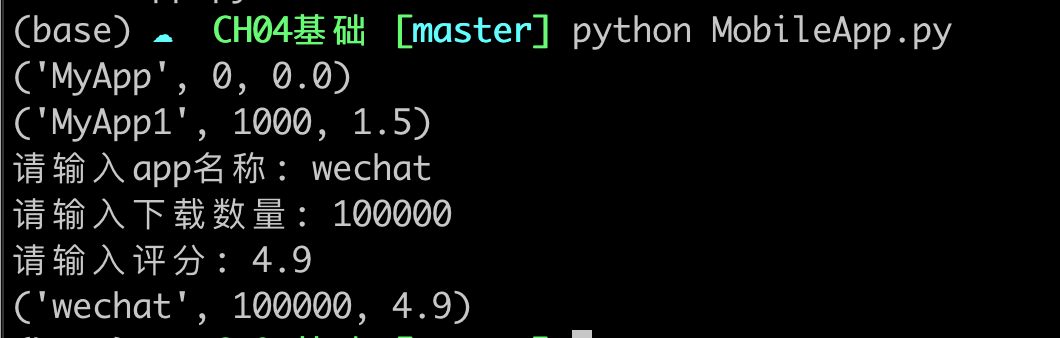 (base) ☁ CH04基础 [master] python MobileApp.py
('MyApp', 0, 0.0)
('MyApp1', 1000, 1.5)
请输入app名称: wechat
请输入下载数量: 100000
请输入评分: 4.9
('wechat', 100000, 4.9)